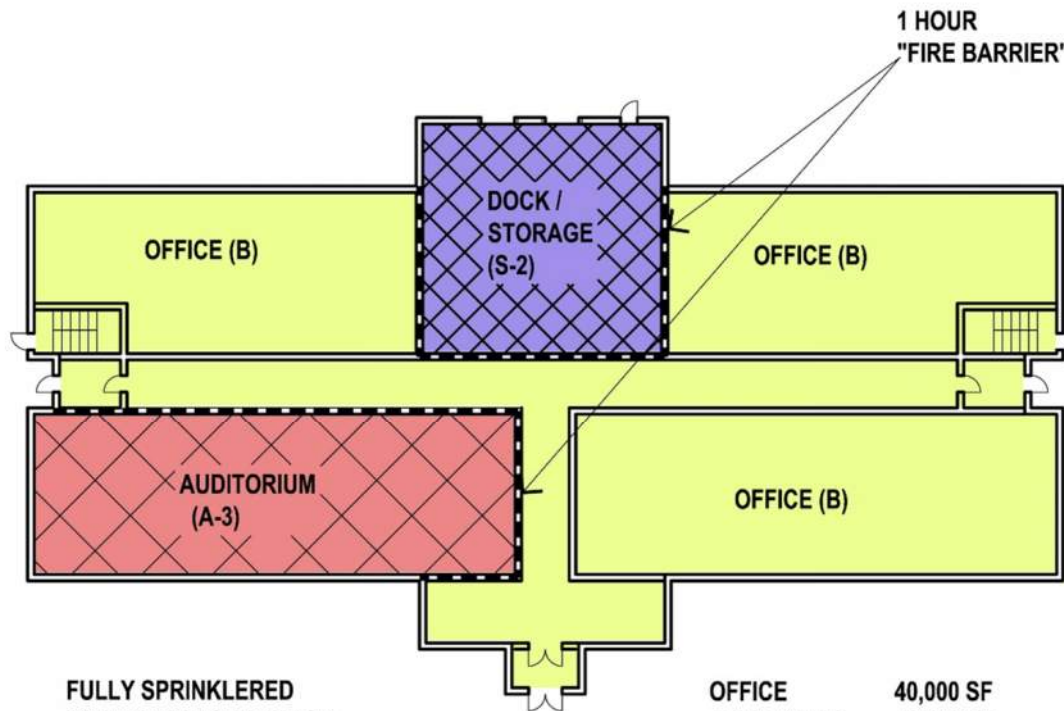 1 HOUR
"FIRE BARRIER"
DOCK /
STORAGE
(S-2)
OFFICE (B)
OFFICE (B)
AUDITORIUM
(A-3)
OFFICE (B)
FULLY SPRINKLERED
OFFICE 40,000 SF